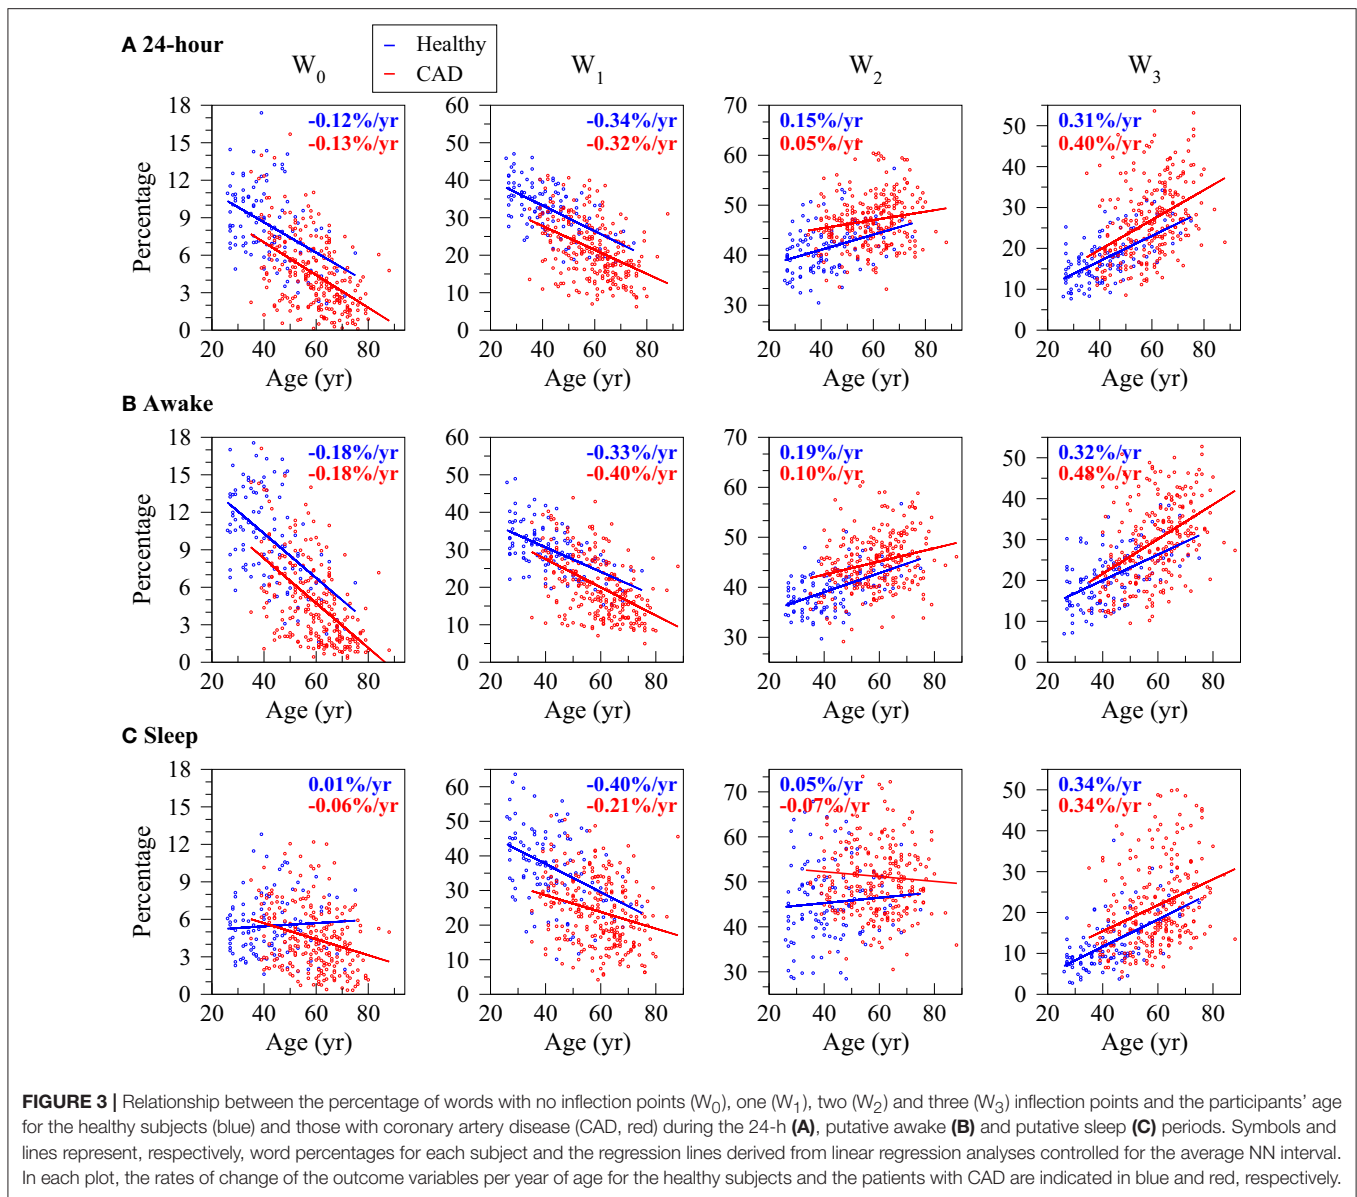 A 24-hour
Healthy
CAD
W0
W1
W2
W3
Percentage
18
15
12
9
6
3
0
-0.12%/yr
-0.13%/yr
20 40 60 80
Age (yr)
60
50
40
30
20
10
0
-0.34%/yr
-0.32%/yr
20 40 60 80
Age (yr)
70
60
50
40
30
0.15%/yr
0.05%/yr
20 40 60 80
Age (yr)
50
40
30
20
10
0
0.31%/yr
0.40%/yr
20 40 60 80
Age (yr)
B Awake
Percentage
18
15
12
9
6
3
0
-0.18%/yr
-0.18%/yr
20 40 60 80
Age (yr)
60
50
40
30
20
10
0
-0.33%/yr
-0.40%/yr
20 40 60 80
Age (yr)
70
60
50
40
30
0.19%/yr
0.10%/yr
20 40 60 80
Age (yr)
50
40
30
20
10
0
0.32%/yr
0.48%/yr
20 40 60 80
Age (yr)
C Sleep
Percentage
18
15
12
9
6
3
0
0.01%/yr
-0.06%/yr
20 40 60 80
Age (yr)
60
50
40
30
20
10
0
-0.40%/yr
-0.21%/yr
20 40 60 80
Age (yr)
70
60
50
40
30
0.05%/yr
-0.07%/yr
20 40 60 80
Age (yr)
50
40
30
20
10
0
0.34%/yr
0.34%/yr
20 40 60 80
Age (yr)
FIGURE 3 | Relationship between the percentage of words with no inflection points (W0), one (W1), two (W2) and three (W3) inflection points and the participants' age
for the healthy subjects (blue) and those with coronary artery disease (CAD, red) during the 24-h (A), putative awake (B) and putative sleep (C) periods. Symbols and
lines represent, respectively, word percentages for each subject and the regression lines derived from linear regression analyses controlled for the average NN interval.
In each plot, the rates of change of the outcome variables per year of age for the healthy subjects and the patients with CAD are indicated in blue and red, respectively.